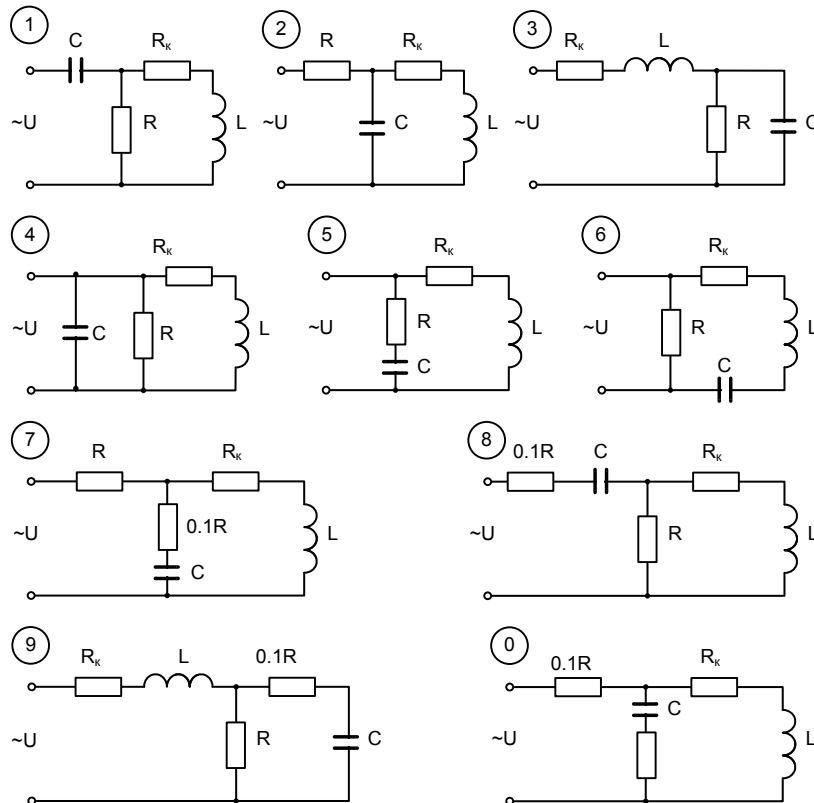 1 2 3
C Rк R Rк Rк L
~U R L ~U C L ~U R C
4 5 6
Rк Rк Rк
~U C R L ~U R L ~U R L
C C
7 8
R Rк 0.1R C Rк
~U 0.1R L ~U R L
C
9 0
Rк L 0.1R 0.1R Rк
~U R C ~U C L